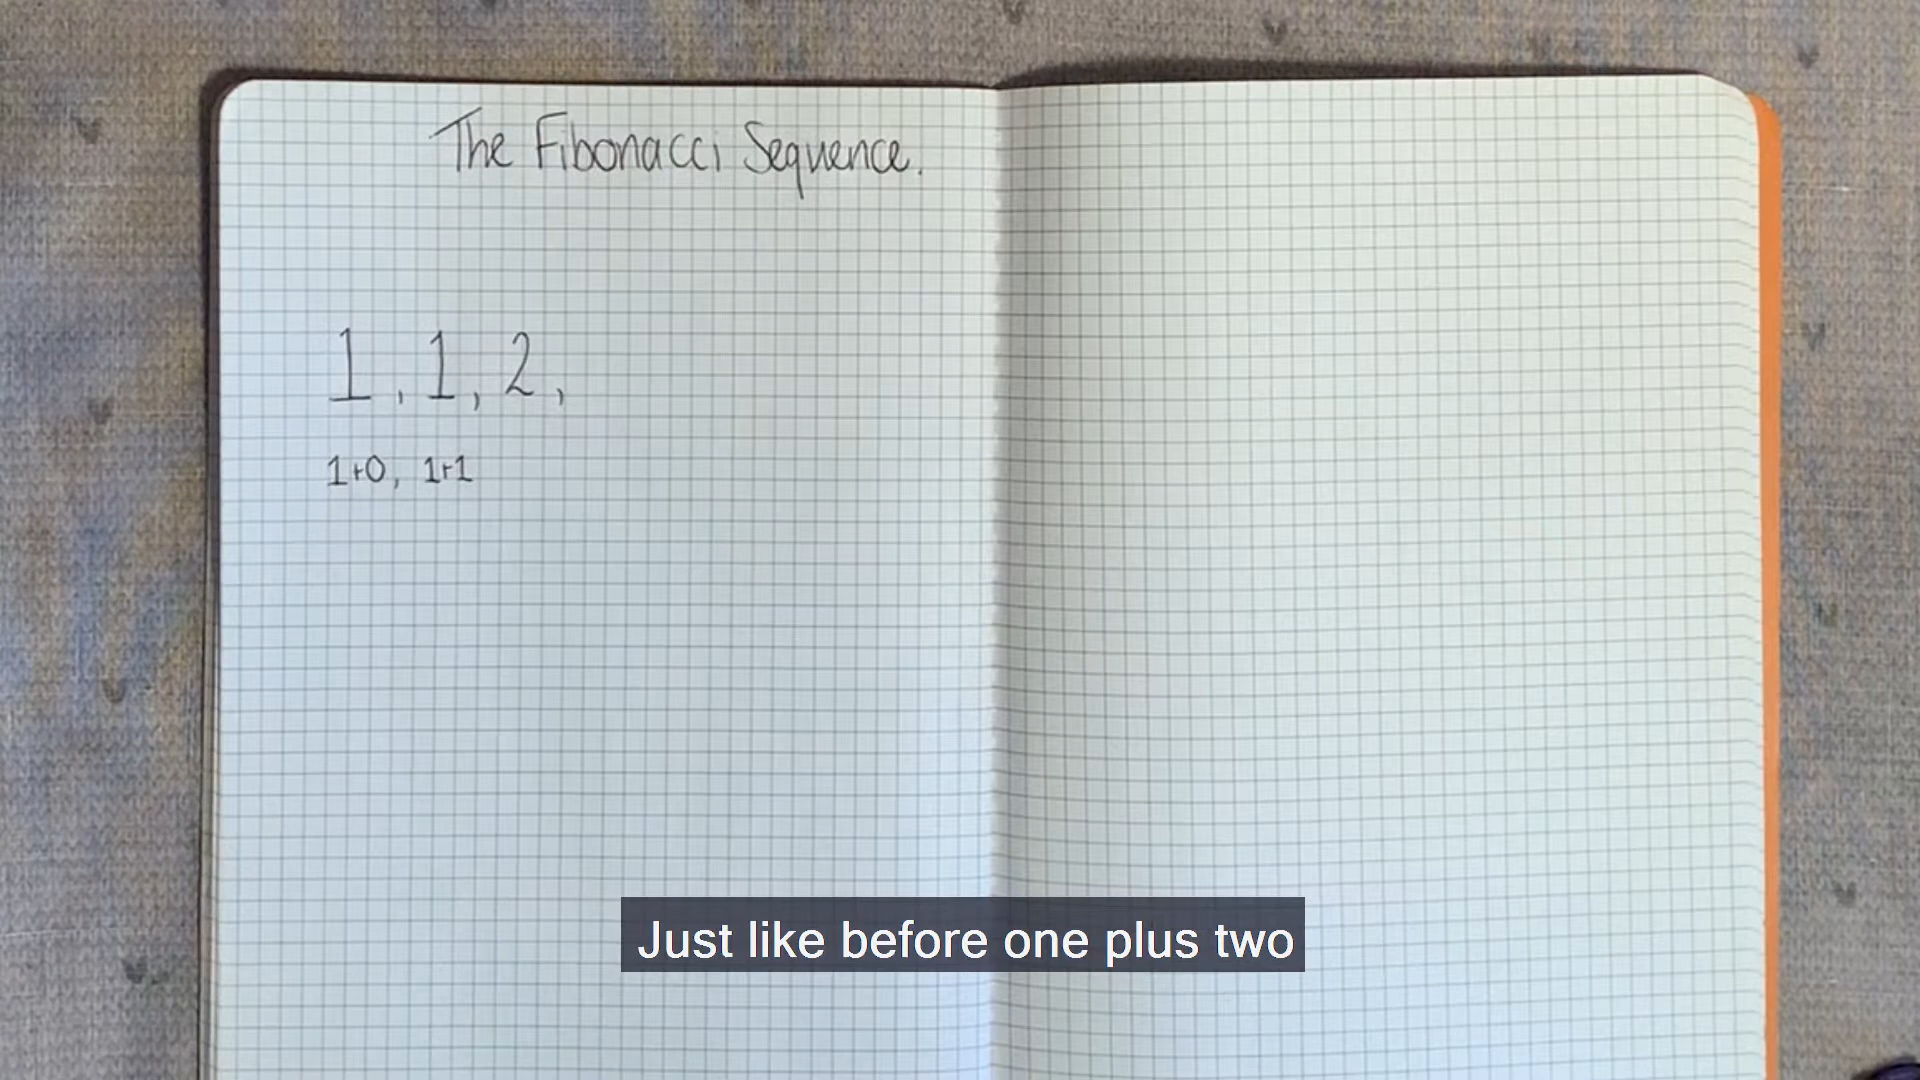 The Fibonacci Sequence.
1, 1, 2,
1+0, 1+1
Just like before one plus two